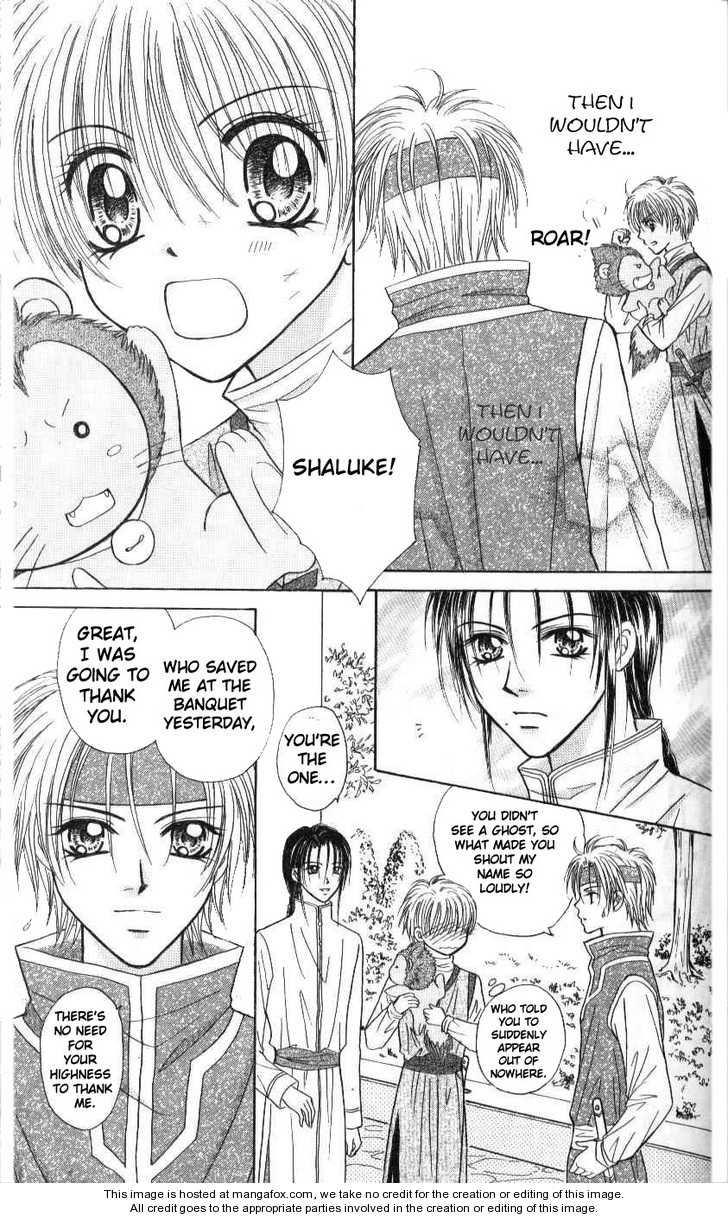 THEN I
WOULDN'T
HAVE...
ROAR!
THEN I
WOULDN'T
HAVE...
SHALUKE!
GREAT,
I WAS
GOING TO
THANK
YOU.
WHO SAVED
ME AT THE
BANQUET
YESTERDAY,
YOU'RE
THE
ONE...
YOU DIDN'T
SEE A GHOST, SO
WHAT MADE YOU
SHOUT MY
NAME SO
LOUDLY!
WHO TOLD
YOU TO
SUDDENLY
APPEAR
OUT OF
NOWHERE.
THERE'S
NO NEED
FOR
YOUR
HIGHNESS
TO THANK
ME.
This image is hosted at mangafox.com, we take no credit for the creation or editing of this image.
All credit goes to the appropriate parties involved in the creation or editing of this image.